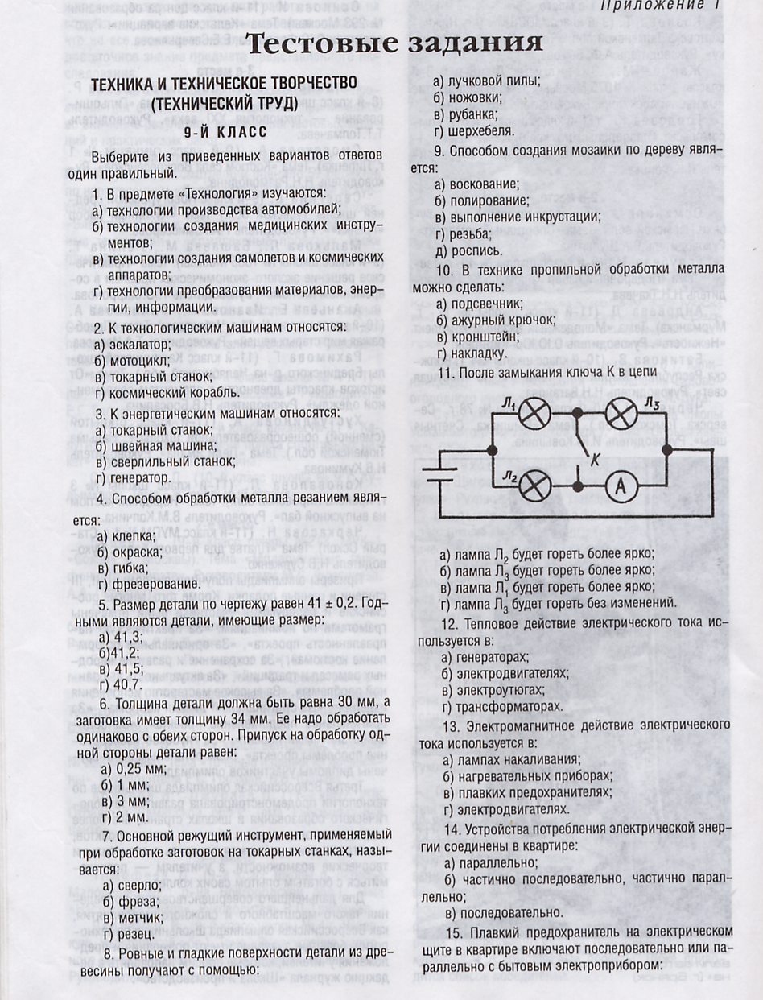 Приложение 1
Тестовые задания
ТЕХНИКА И ТЕХНИЧЕСКОЕ ТВОРЧЕСТВО
(ТЕХНИЧЕСКИЙ ТРУД)
9-Й КЛАСС
Выберите из приведенных вариантов ответов
один правильный.
1. В предмете «Технология» изучаются:
а) технологии производства автомобилей;
б) технологии создания медицинских инстру-
ментов;
в) технологии создания самолетов и космических
аппаратов;
г) технологии преобразования материалов, энер-
гии, информации.
2. К технологическим машинам относятся:
а) эскалатор;
б) мотоцикл;
в) токарный станок;
г) космический корабль.
3. К энергетическим машинам относятся:
а) токарный станок;
б) швейная машина;
в) сверлильный станок;
г) генератор.
4. Способом обработки металла резанием явля-
ется:
а) клепка;
б) окраска;
в) гибка;
г) фрезерование.
5. Размер детали по чертежу равен 41 ± 0,2. Год-
ными являются детали, имеющие размер:
а) 41,3;
б)41,2;
в) 41,5;
г) 40,7.
6. Толщина детали должна быть равна 30 мм, а
заготовка имеет толщину 34 мм. Ее надо обработать
одинаково с обеих сторон. Припуск на обработку од-
ной стороны детали равен:
а) 0,25 мм;
б) 1 мм;
в) 3 мм;
г) 2 мм.
7. Основной режущий инструмент, применяемый
при обработке заготовок на токарных станках, назы-
вается:
а) сверло;
б) фреза;
в) метчик;
г) резец.
8. Ровные и гладкие поверхности детали из дре-
весины получают с помощью:
а) лучковой пилы;
б) ножовки;
в) рубанка;
г) шерхебеля.
9. Способом создания мозаики по дереву явля-
ется:
а) воскование;
б) полирование;
в) выполнение инкрустации;
г) резьба;
д) роспись.
10. В технике пропильной обработки металла
можно сделать:
а) подсвечник;
б) ажурный крючок;
в) кронштейн;
г) накладку.
11. После замыкания ключа К в цепи
Л₁ Л₃
К
Л₂ А
а) лампа Л₂ будет гореть более ярко;
б) лампа Л₃ будет гореть более ярко;
в) лампа Л₁ будет гореть более ярко;
г) лампа Л₃ будет гореть без изменений.
12. Тепловое действие электрического тока ис-
пользуется в:
а) генераторах;
б) электродвигателях;
в) электроутюгах;
г) трансформаторах.
13. Электромагнитное действие электрического
тока используется в:
а) лампах накаливания;
б) нагревательных приборах;
в) плавких предохранителях;
г) электродвигателях.
14. Устройства потребления электрической энер-
гии соединены в квартире:
а) параллельно;
б) частично последовательно, частично парал-
лельно;
в) последовательно.
15. Плавкий предохранитель на электрическом
щите в квартире включают последовательно или па-
раллельно с бытовым электроприбором: